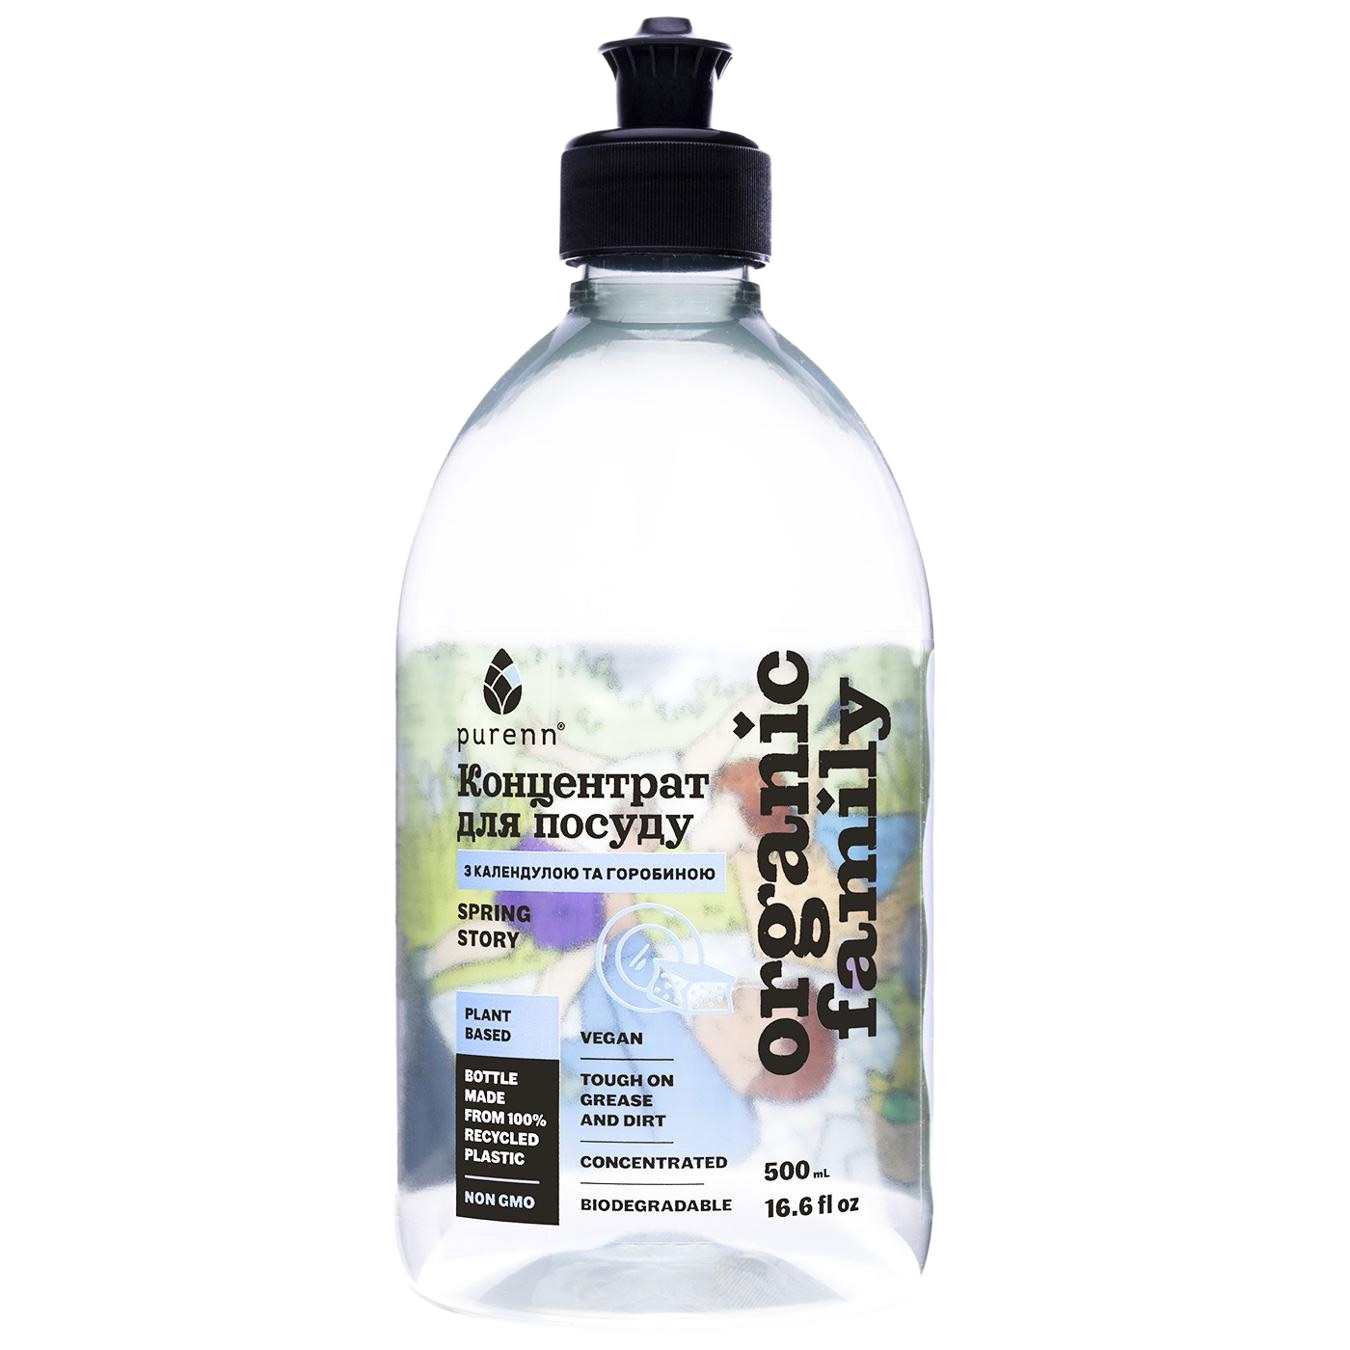 purenn®
Концентрат
для посуду
З КАЛЕНДУЛОЮ ТА ГОРОБИНОЮ
SPRING
STORY
PLANT
BASED
BOTTLE
MADE
FROM 100%
RECYCLED
PLASTIC
NON GMO
VEGAN
TOUGH ON
GREASE
AND DIRT
CONCENTRATED
BIODEGRADABLE
organic
family
500 mL
16.6 fl oz